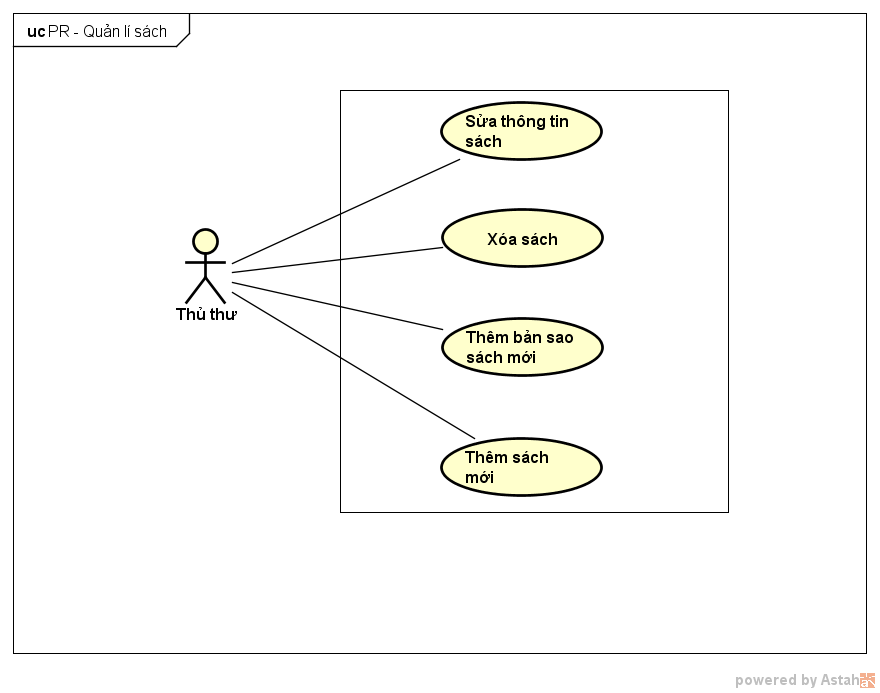 uc PR - Quản lí sách
Sửa thông tin
sách
Xóa sách
Thủ thư
Thêm bản sao
sách mới
Thêm sách
mới
powered by Astah